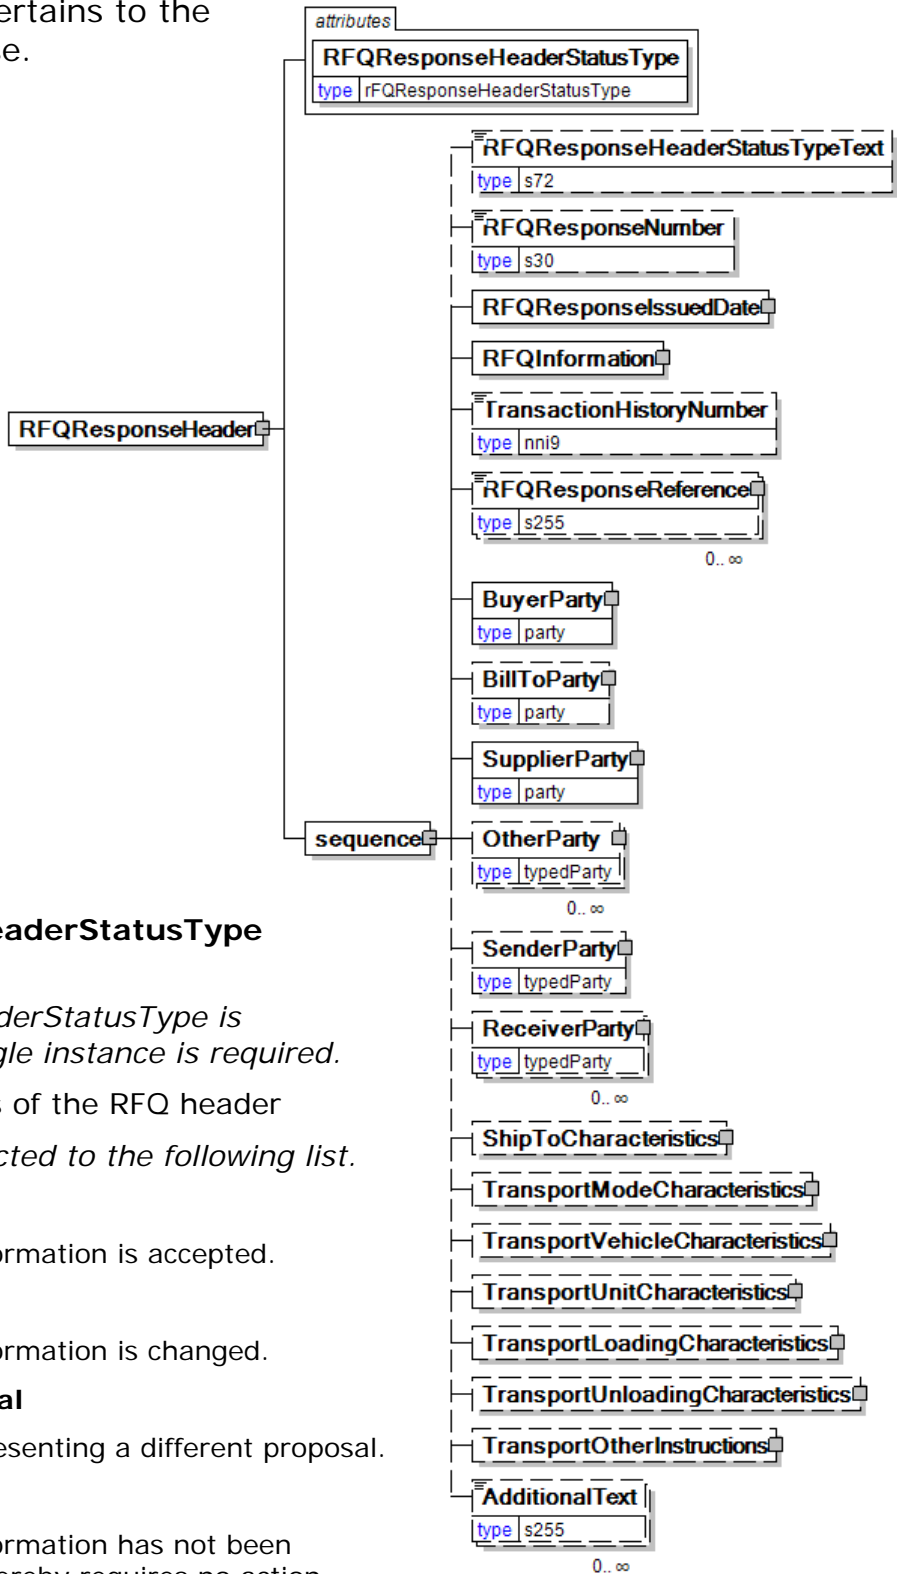 ertains to the
e.
attributes
RFQResponseHeaderStatusType
type rFQResponseHeaderStatusType
RFQResponseHeaderStatusTypeText
type s72
RFQResponseNumber
type s30
RFQResponseIssuedDate
RFQInformation
TransactionHistoryNumber
type nni9
RFQResponseHeader
RFQResponseReference
type s255
0..∞
BuyerParty
type party
BillToParty
type party
SupplierParty
type party
sequence
OtherParty
type typedParty
0..∞
SenderParty
type typedParty
ReceiverParty
type typedParty
0..∞
ShipToCharacteristics
TransportModeCharacteristics
TransportVehicleCharacteristics
TransportUnitCharacteristics
TransportLoadingCharacteristics
TransportUnloadingCharacteristics
TransportOtherInstructions
AdditionalText
type s255
0..∞
eaderStatusType
derStatusType is
gle instance is required.
s of the RFQ header
cted to the following list.
ormation is accepted.
ormation is changed.
al
esenting a different proposal.
ormation has not been
ereby requires no action